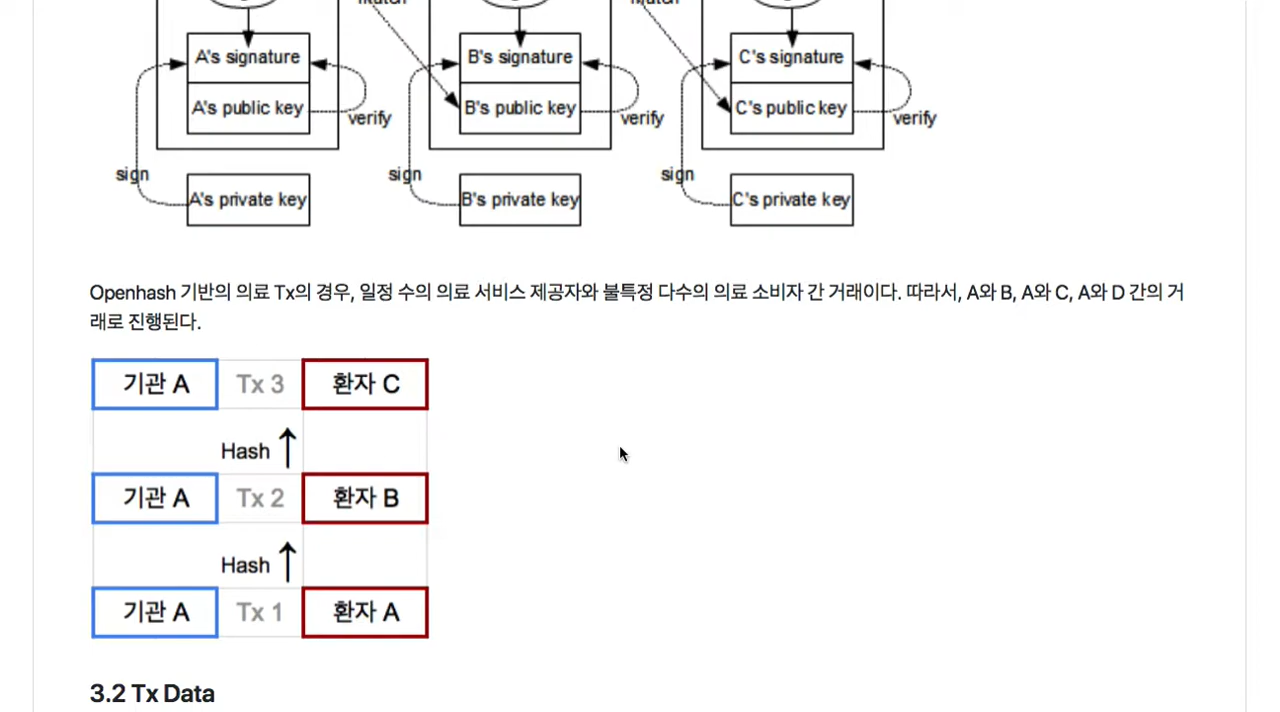 A's signature
B's signature
C's signature
A's public key
B's public key
C's public key
verify
verify
verify
sign
sign
sign
A's private key
B's private key
C's private key
Openhash 기반의 의료 Tx의 경우, 일정 수의 의료 서비스 제공자와 불특정 다수의 의료 소비자 간 거래이다. 따라서, A와 B, A와 C, A와 D 간의 거
래로 진행된다.
기관 A Tx 3 환자 C
Hash
기관 A Tx 2 환자 B
Hash
기관 A Tx 1 환자 A
3.2 Tx Data